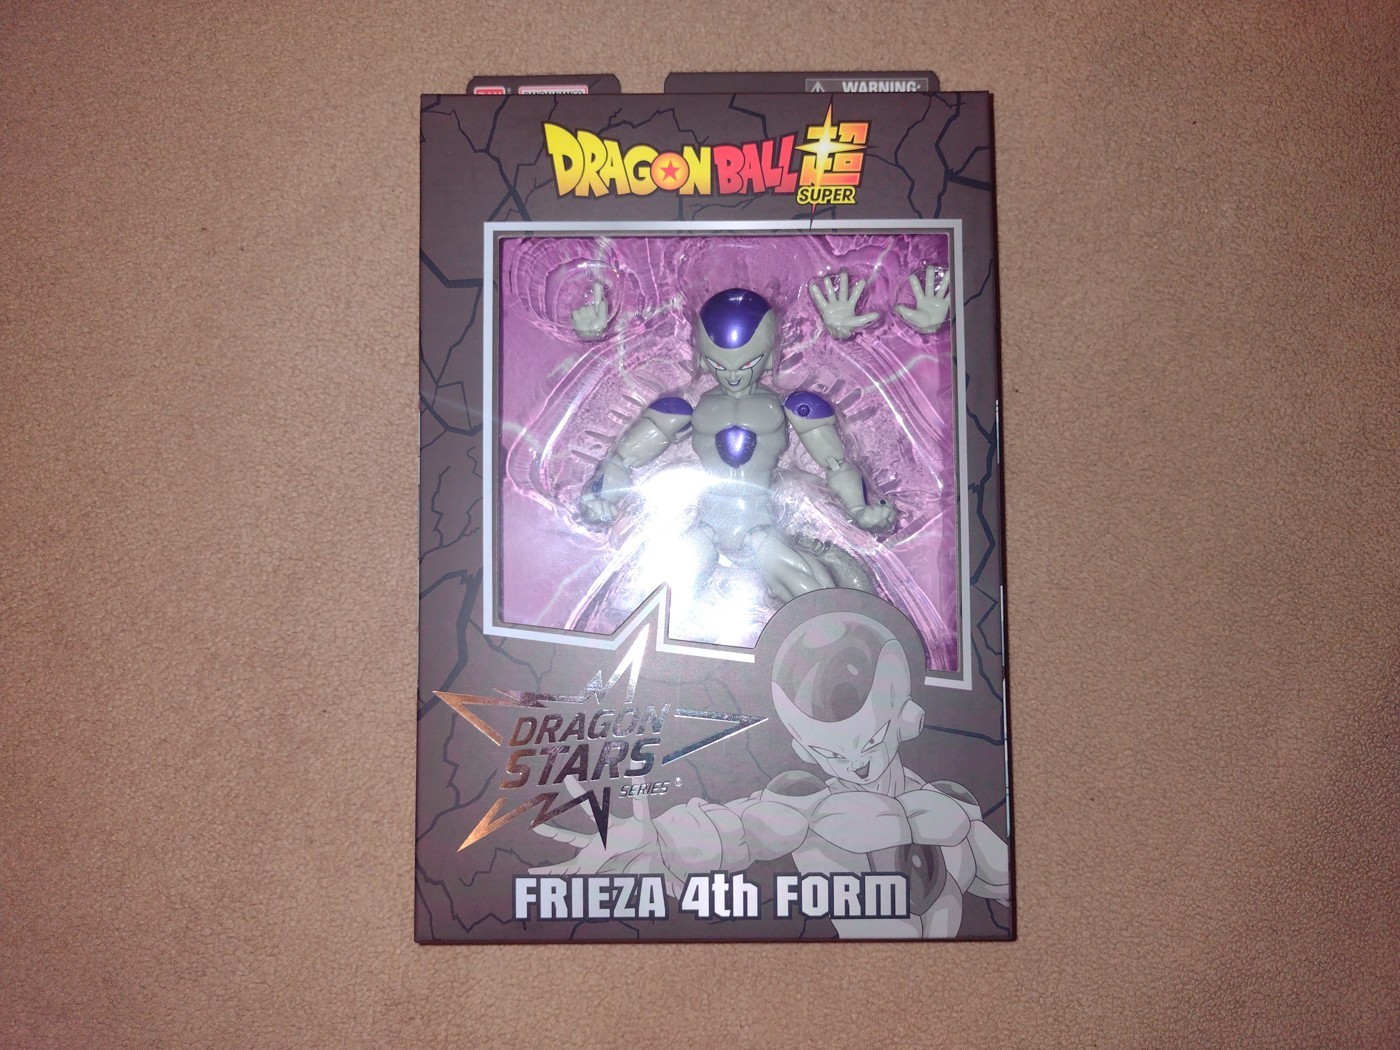 WARNING:
DRAGON BALL 超
SUPER
DRAGON
STARS
SERIES
FRIEZA 4th FORM